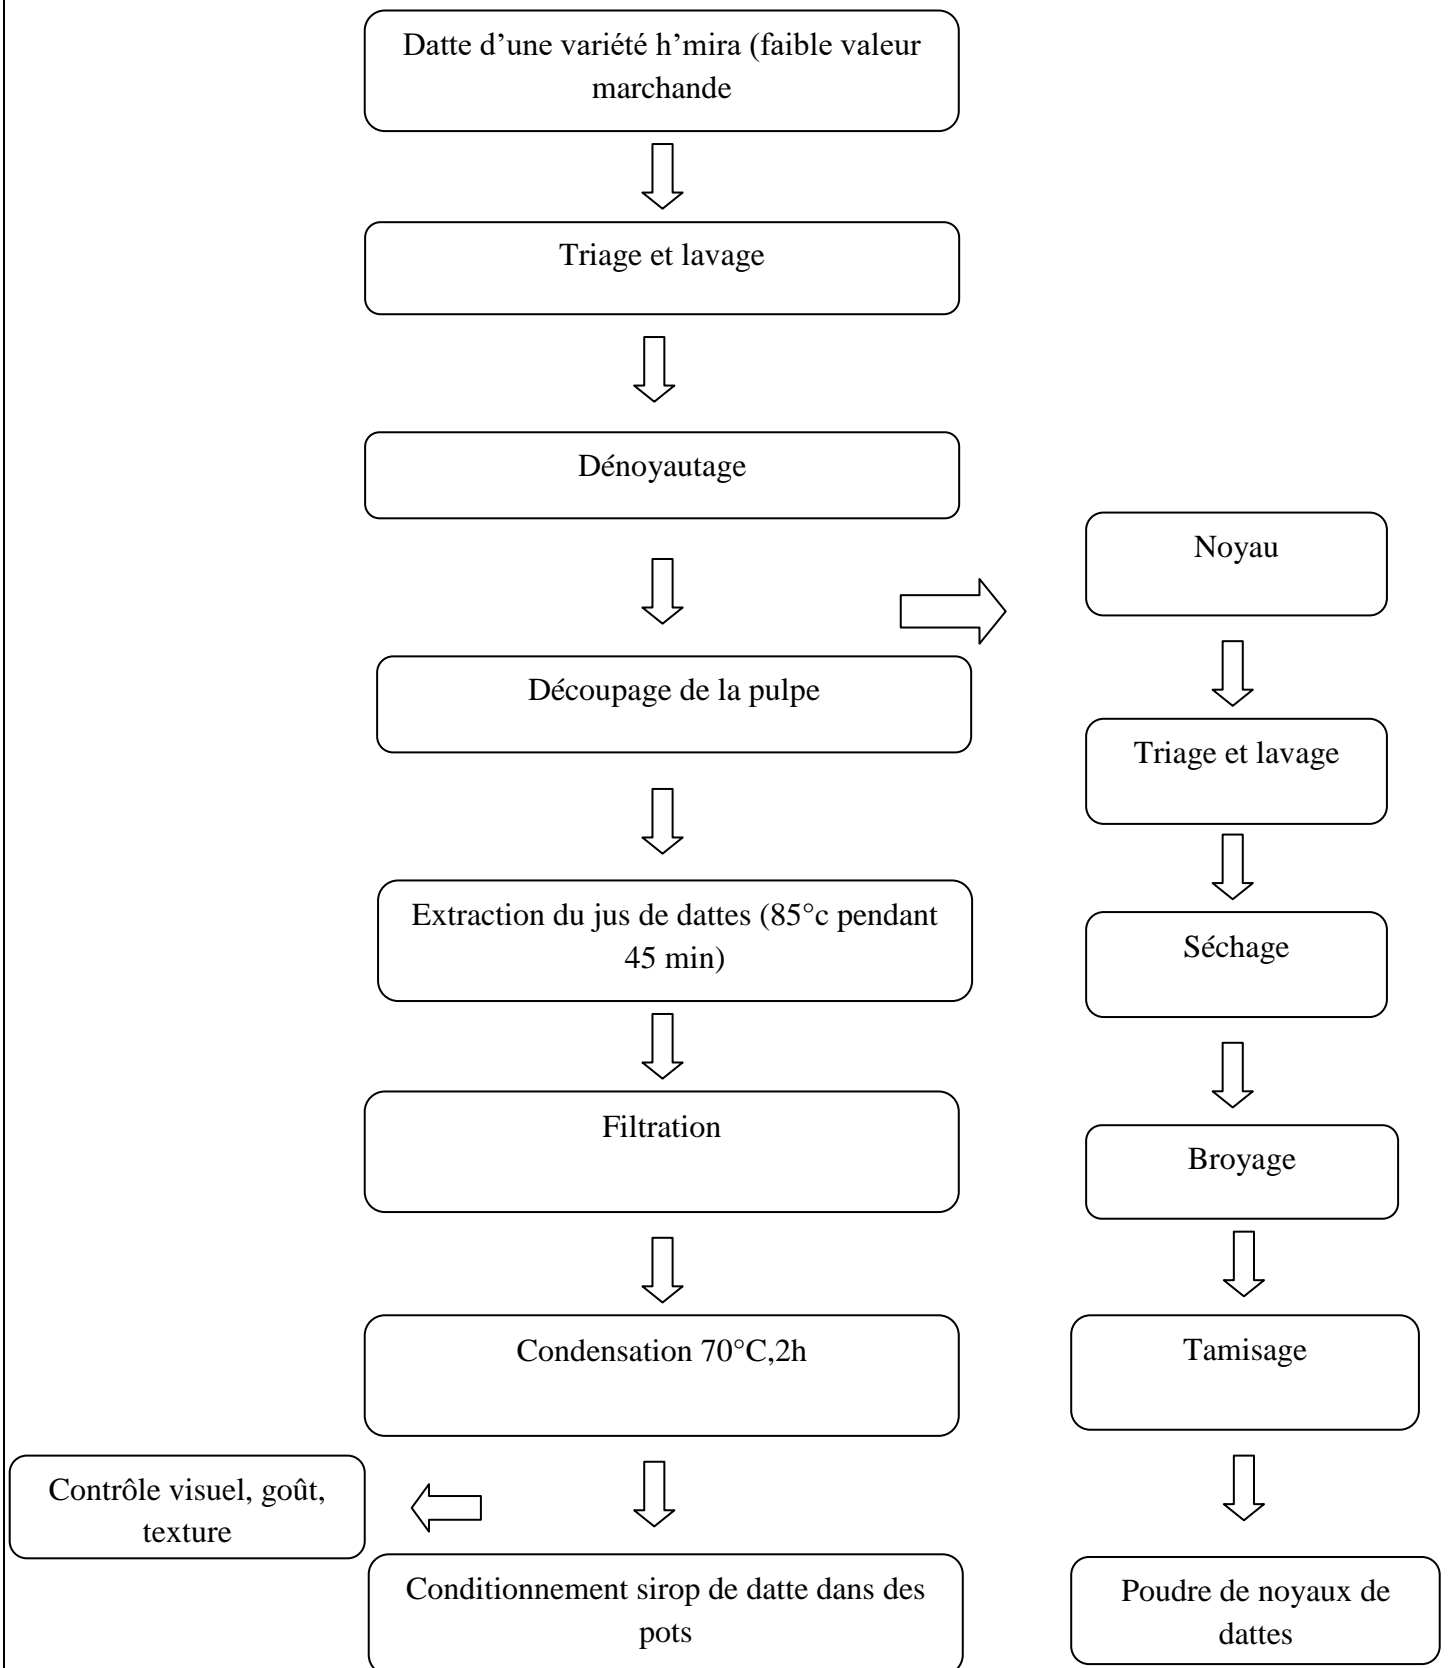 Datte d’une variété h’mira (faible valeur
marchande
Triage et lavage
Dénoyautage
Découpage de la pulpe
Extraction du jus de dattes (85°c pendant
45 min)
Filtration
Condensation 70°C,2h
Contrôle visuel, goût,
texture
Conditionnement sirop de datte dans des
pots
Noyau
Triage et lavage
Séchage
Broyage
Tamisage
Poudre de noyaux de
dattes